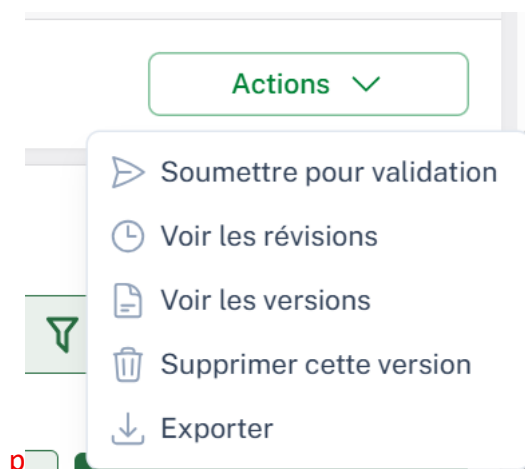 Actions
Soumettre pour validation
Voir les révisions
Voir les versions
Supprimer cette version
Exporter
p